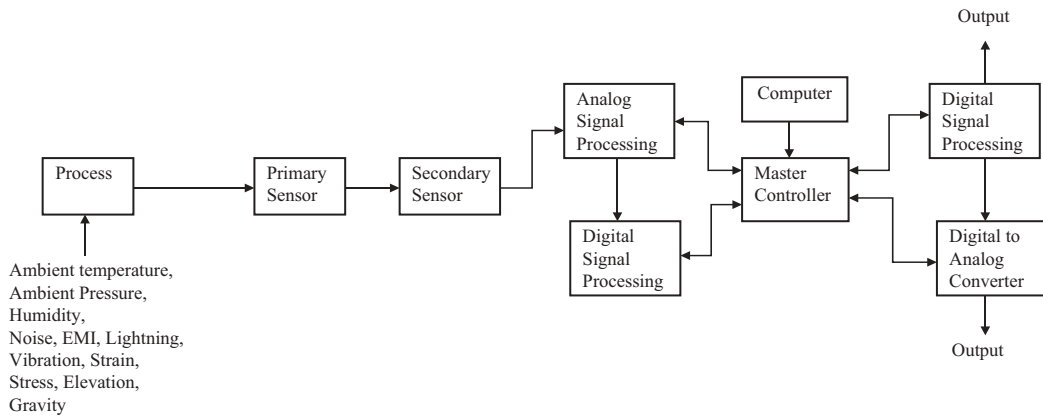 Process
Ambient temperature,
Ambient Pressure,
Humidity,
Noise, EMI, Lightning,
Vibration, Strain,
Stress, Elevation,
Gravity
Primary
Sensor
Secondary
Sensor
Analog
Signal
Processing
Digital
Signal
Processing
Computer
Master
Controller
Output
Digital
Signal
Processing
Digital to
Analog
Converter
Output